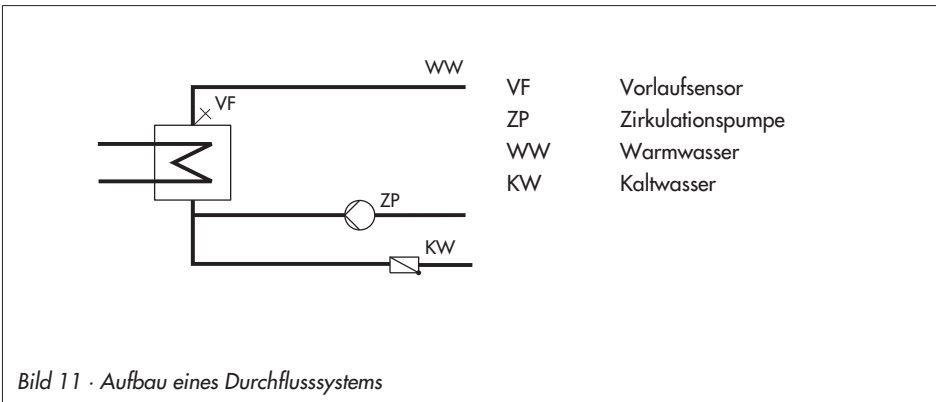 WW
VF
ZP
KW
VF Vorlaufsensor
ZP Zirkulationspumpe
WW Warmwasser
KW Kaltwasser
Bild 11 · Aufbau eines Durchflusssystems